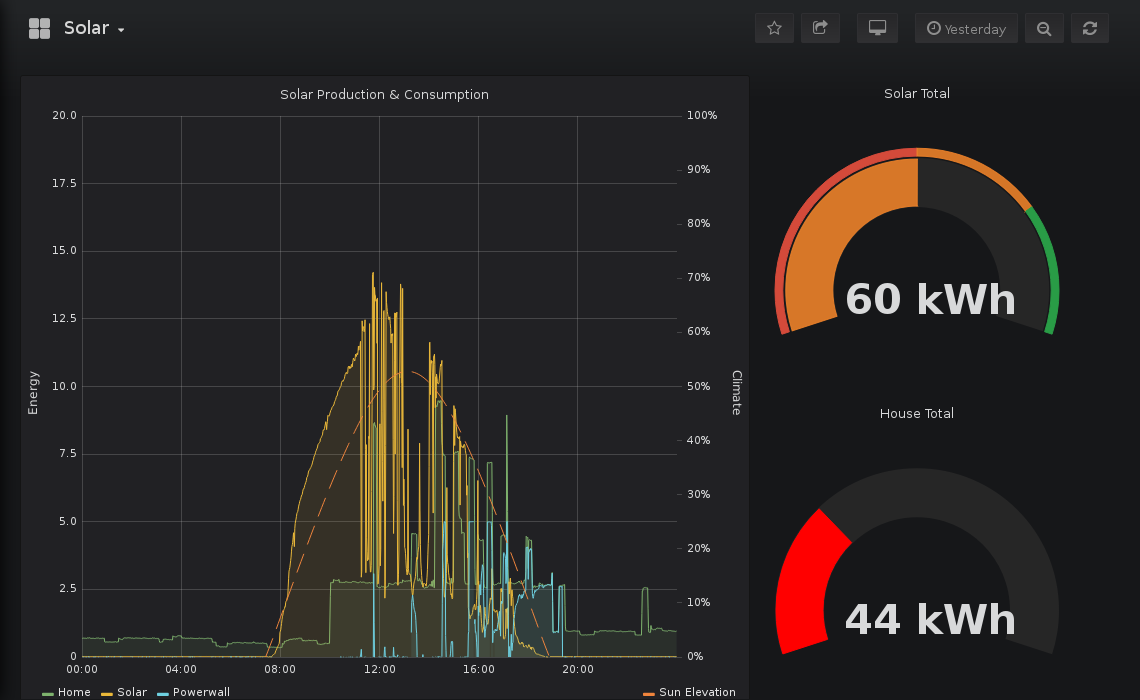 Solar
Yesterday
Solar Production & Consumption
20.0
17.5
15.0
12.5
10.0
7.5
5.0
2.5
0
Energy
100%
90%
80%
70%
60%
50%
40%
30%
20%
10%
0%
Climate
00:00 04:00 08:00 12:00 16:00 20:00
Home Solar Powerwall Sun Elevation
Solar Total
60 kWh
House Total
44 kWh